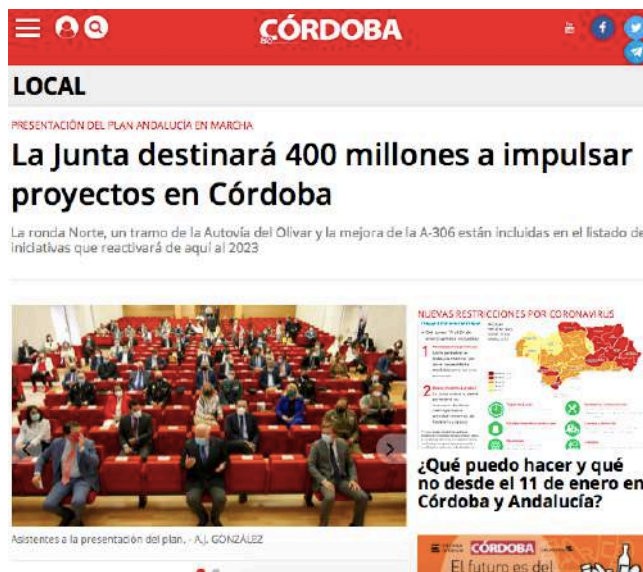 CÓRDOBA
LOCAL
PRESENTACIÓN DEL PLAN ANDALUCÍA EN MARCHA
La Junta destinará 400 millones a impulsar
proyectos en Córdoba
La ronda Norte, un tramo de la Autovía del Olivar y la mejora de la A-306 están incluidas en el listado de
iniciativas que reactivará de aquí al 2023
Asistentes a la presentación del plan. - A.J. GONZÁLEZ
NUEVAS RESTRICCIONES POR CORONAVIRUS
1
2
¿Qué puedo hacer y qué
no desde el 11 de enero en
Córdoba y Andalucía?
CÓRDOBA
El futuro es del